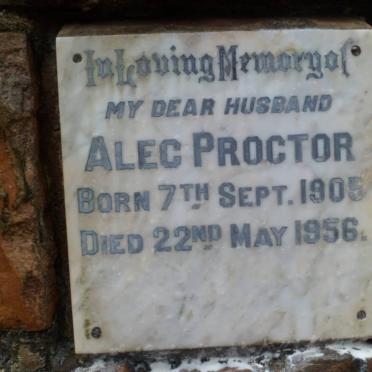 In Loving Memory of
MY DEAR HUSBAND
ALEC PROCTOR
BORN 7TH SEPT. 1905
DIED 22ND MAY 1956.